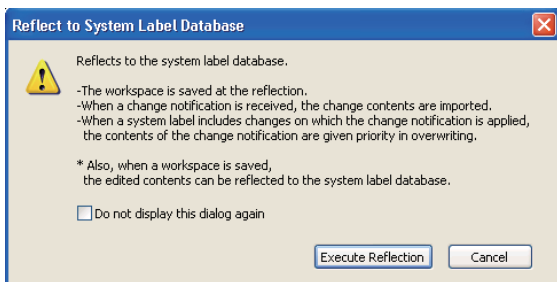 Reflect to System Label Database
Reflects to the system label database.
-The workspace is saved at the reflection.
-When a change notification is received, the change contents are imported.
-When a system label includes changes on which the change notification is applied,
the contents of the change notification are given priority in overwriting.
* Also, when a workspace is saved,
the edited contents can be reflected to the system label database.
Do not display this dialog again
Execute Reflection
Cancel